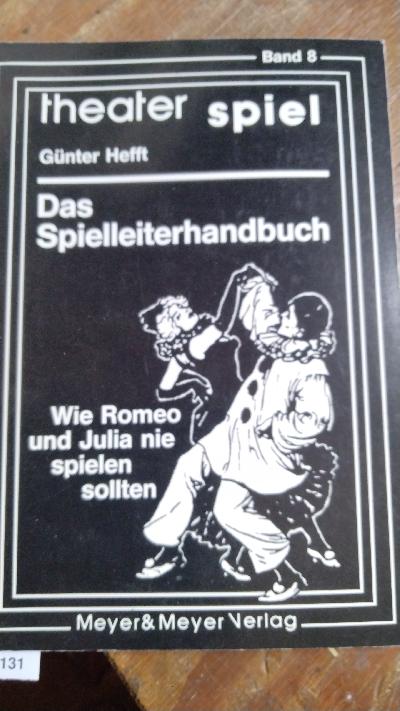 Band 8
theater spiel
Günter Hefft
Das
Spielleiterhandbuch
Wie Romeo
und Julia nie
spielen
sollten
Meyer&Meyer Verlag
131